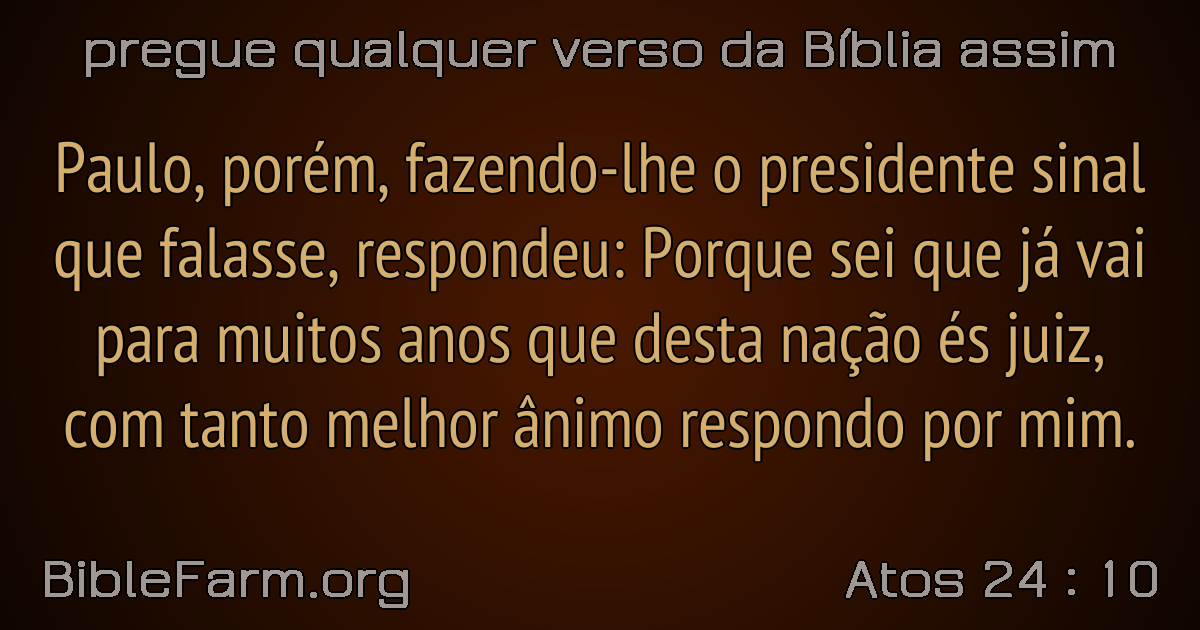 pregue qualquer verso da Bíblia assim
Paulo, porém, fazendo-lhe o presidente sinal
que falasse, respondeu: Porque sei que já vai
para muitos anos que desta nação és juiz,
com tanto melhor ânimo respondo por mim.
BibleFarm.org
Atos 24 : 10